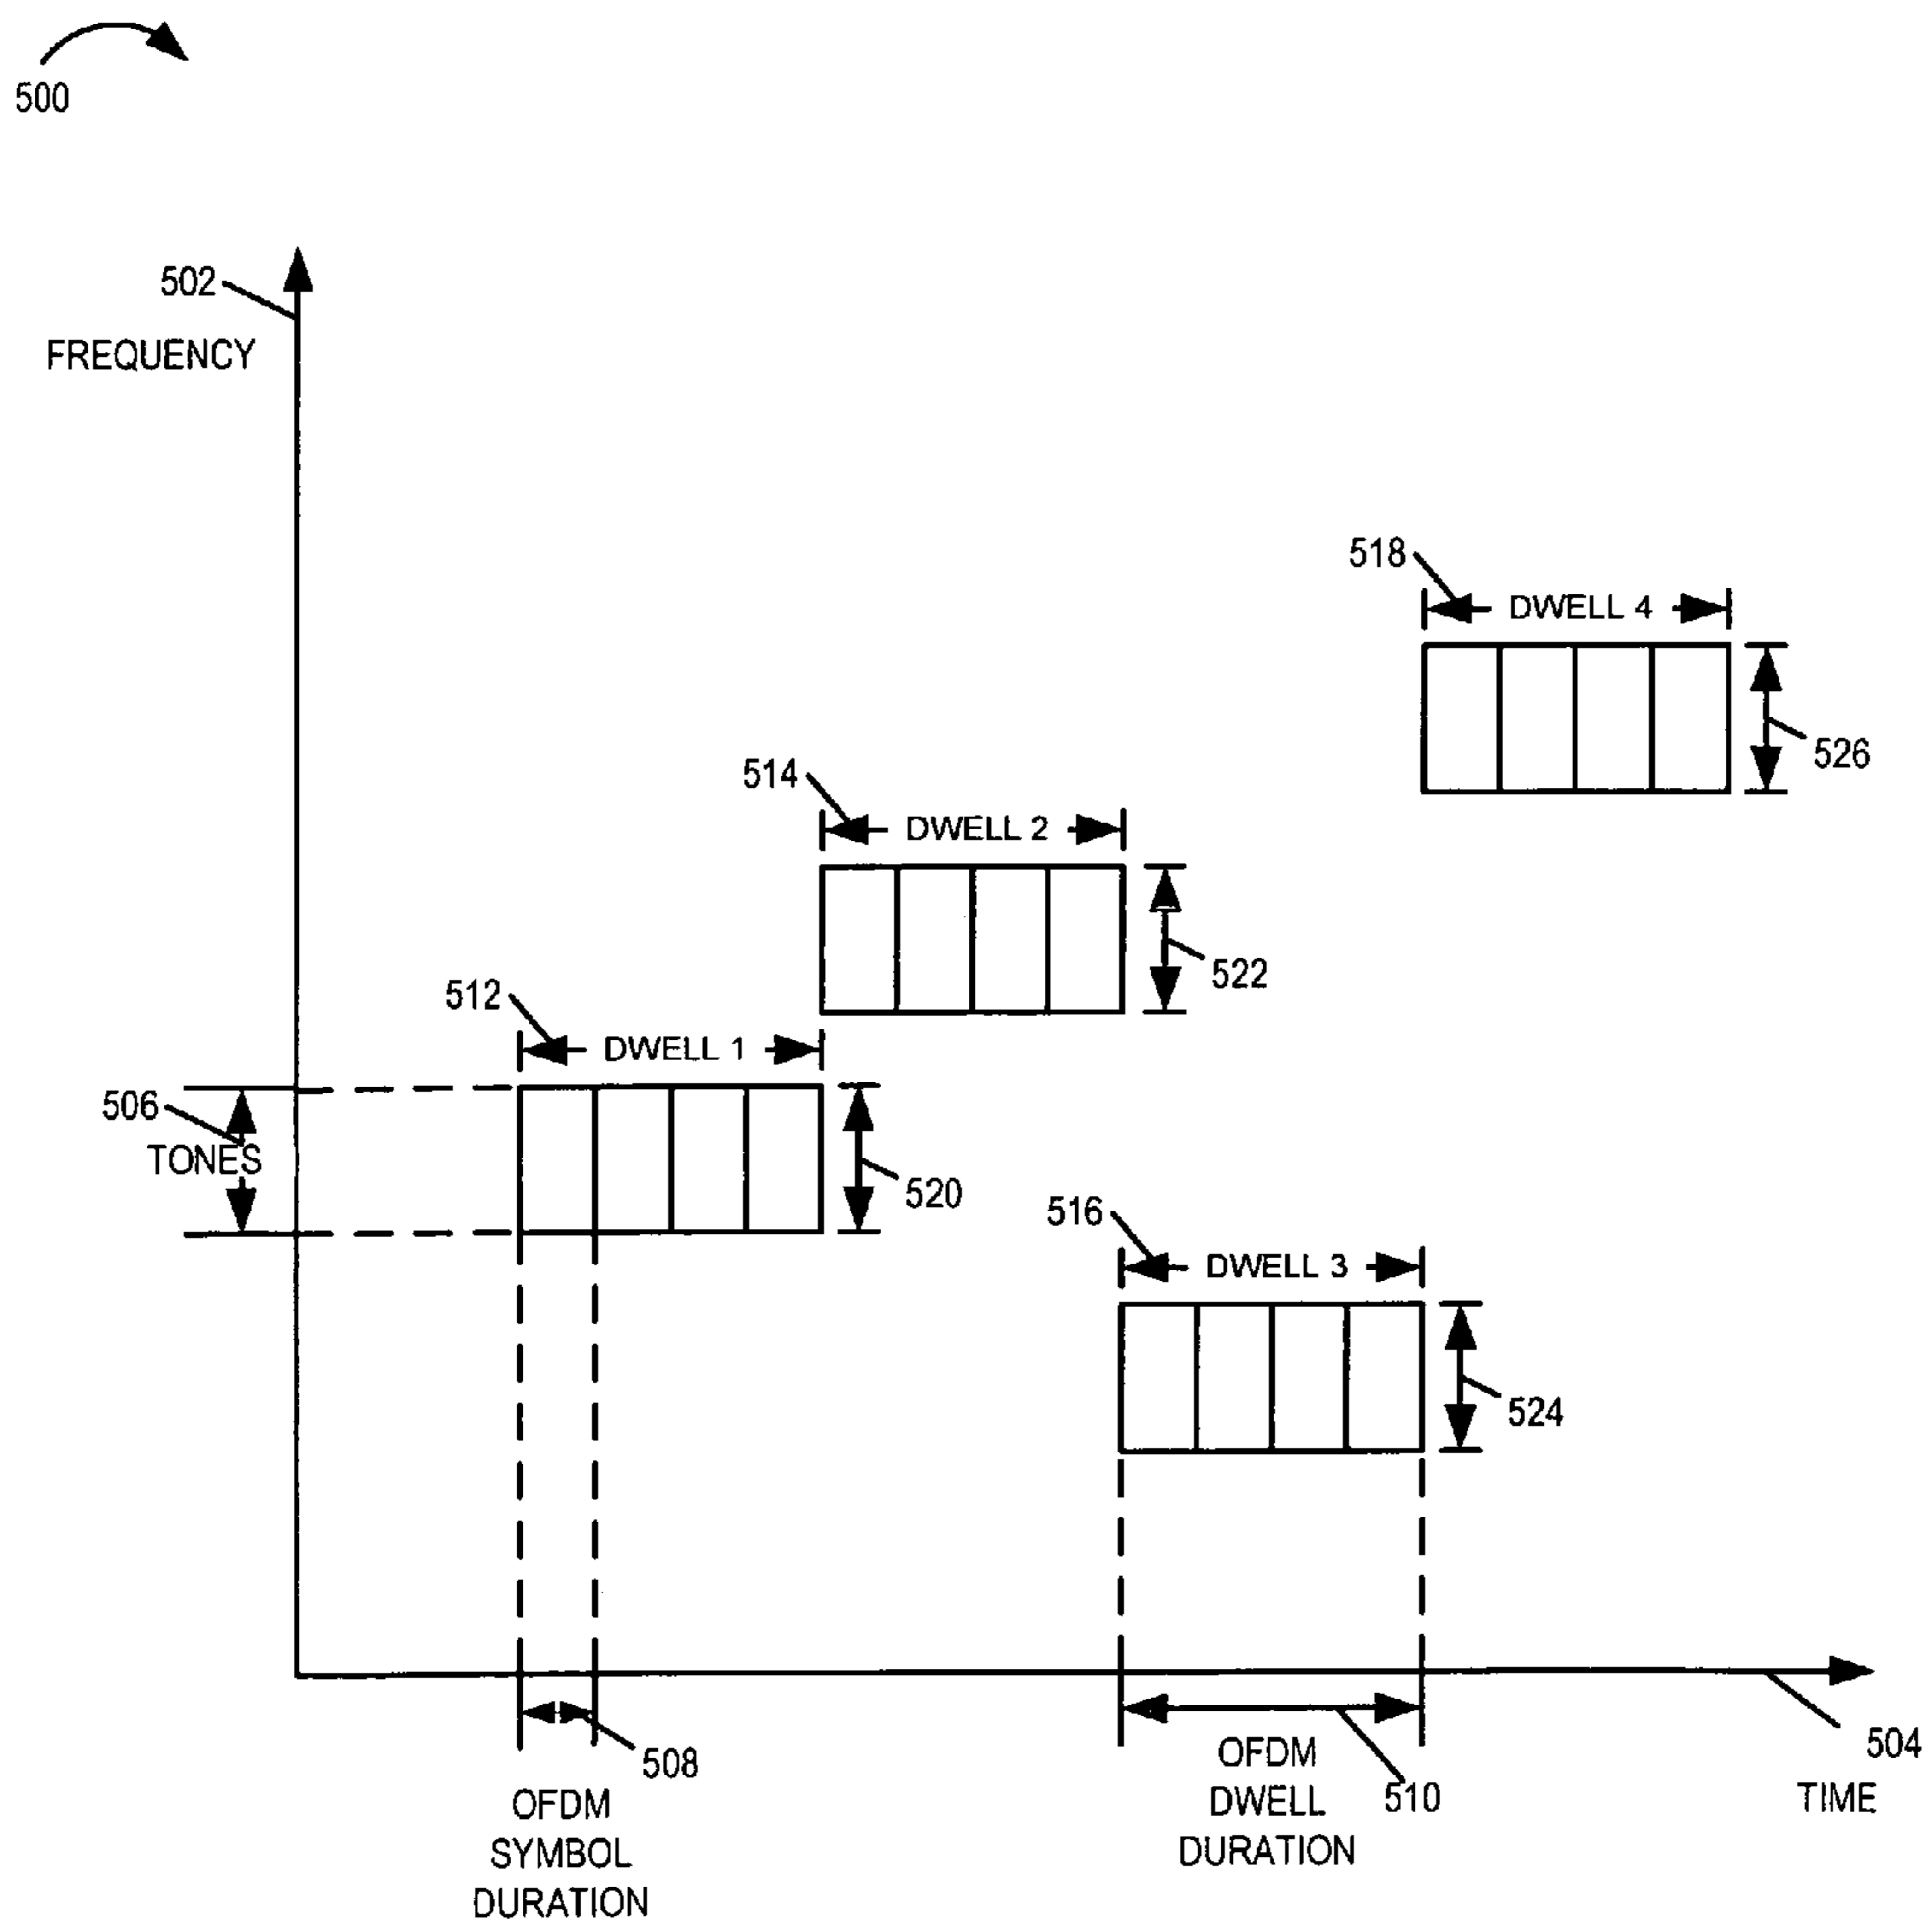 500
502
FREQUENCY
518
DWELL 4
526
514
DWELL 2
522
512
DWELL 1
506
TONES
520
516
DWELL 3
524
504
TIME
508
OFDM
SYMBOL
DURATION
510
OFDM
DWELL
DURATION